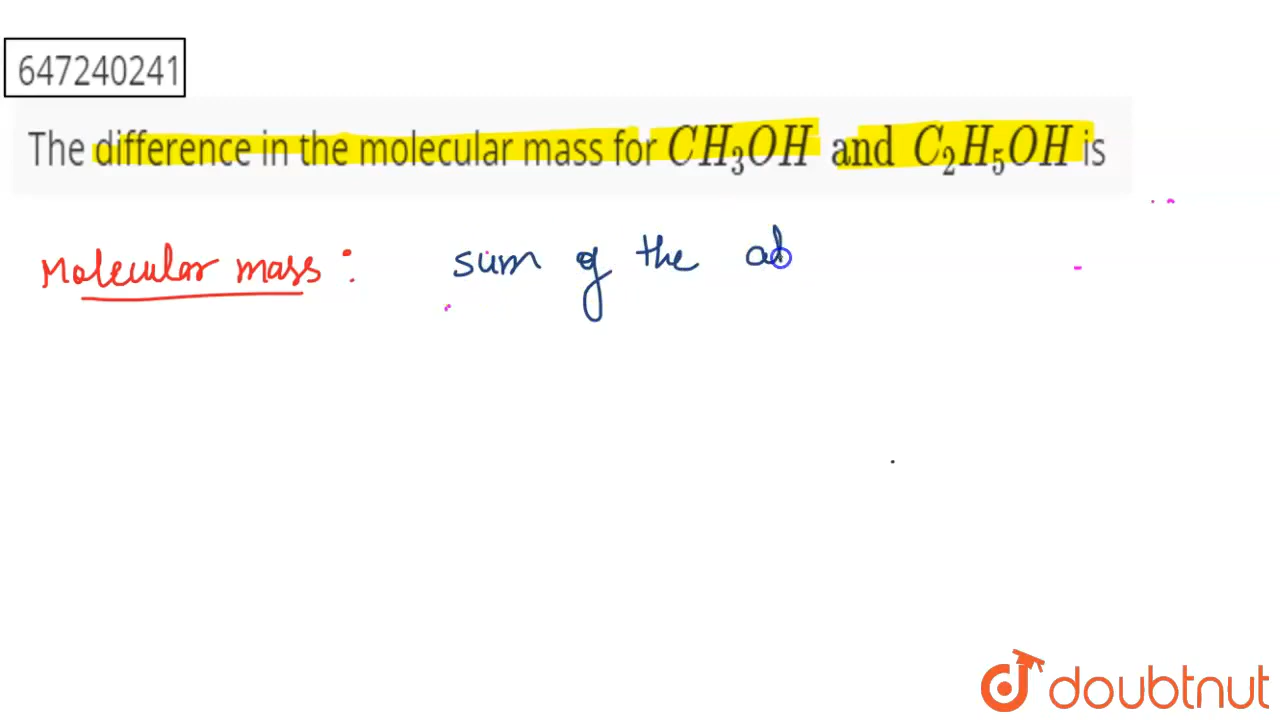 647240241
The difference in the molecular mass for CH₃OH and C₂H₅OH is
Molecular mass : sum of the
doubtnut